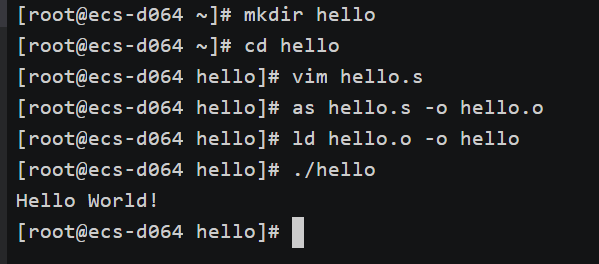 [root@ecs-d064 ~]# mkdir hello
[root@ecs-d064 ~]# cd hello
[root@ecs-d064 hello]# vim hello.s
[root@ecs-d064 hello]# as hello.s -o hello.o
[root@ecs-d064 hello]# ld hello.o -o hello
[root@ecs-d064 hello]# ./hello
Hello World!
[root@ecs-d064 hello]#